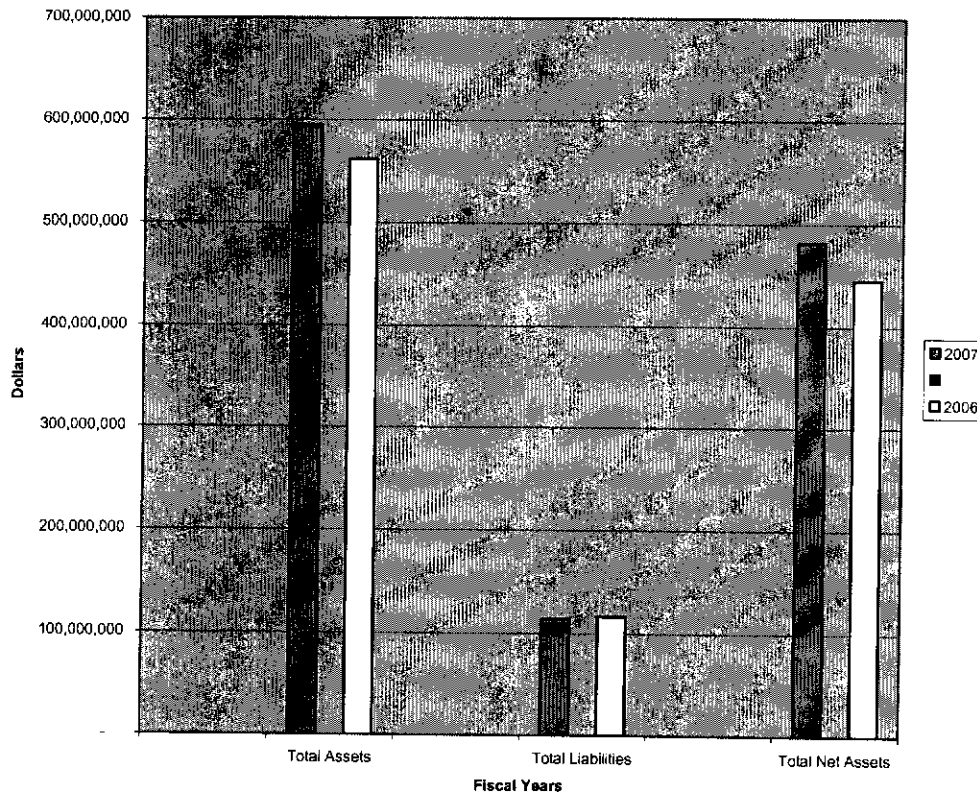 700,000,000
600,000,000
500,000,000
400,000,000
300,000,000
200,000,000
100,000,000
-
Dollars
Total Assets
Total Liabilities
Total Net Assets
Fiscal Years
2007
2006